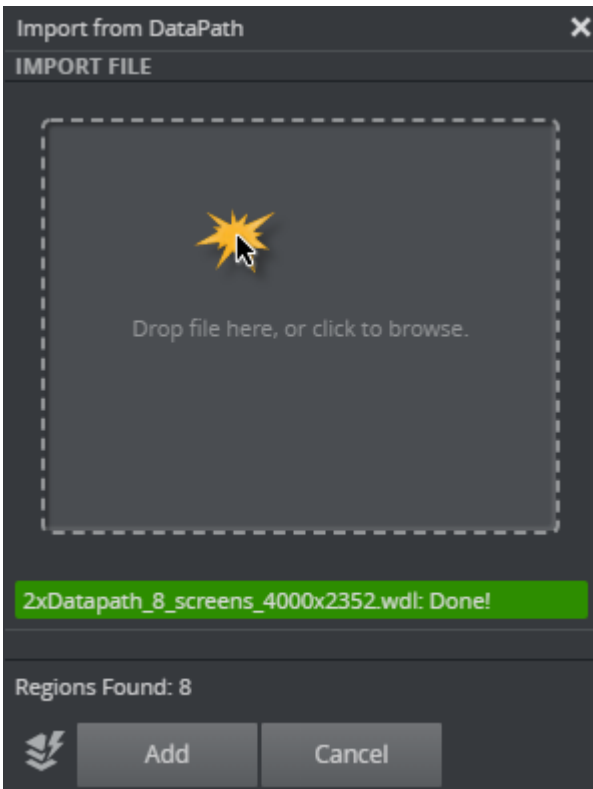 Import from DataPath
IMPORT FILE
Drop file here, or click to browse.
2xDatapath_8_screens_4000x2352.wdl: Done!
Regions Found: 8
Add Cancel